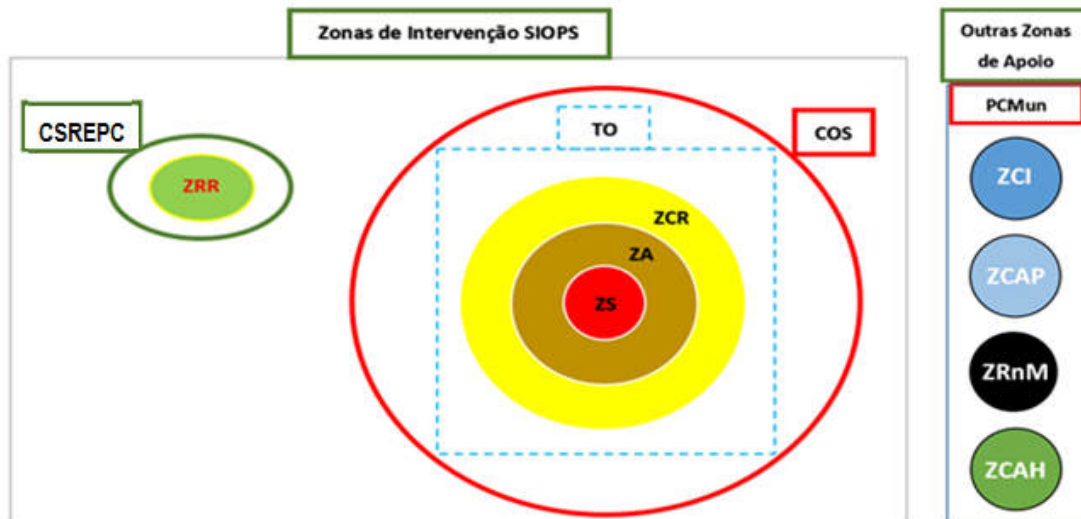 Zonas de Intervenção SIOPS
CSREPC
ZRR
TO
COS
ZCR
ZA
ZS
Outras Zonas
de Apoio
PCMun
ZCI
ZCAP
ZRnM
ZCAH